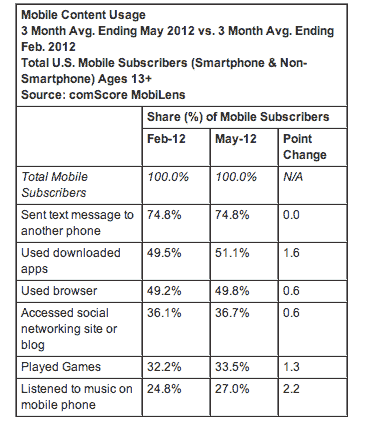 Mobile Content Usage
3 Month Avg. Ending May 2012 vs. 3 Month Avg. Ending
Feb. 2012
Total U.S. Mobile Subscribers (Smartphone & Non-
Smartphone) Ages 13+
Source: comScore MobiLens
Share (%) of Mobile Subscribers
Feb-12 May-12 Point
Change
Total Mobile 100.0% 100.0% N/A
Subscribers
Sent text message to 74.8% 74.8% 0.0
another phone
Used downloaded 49.5% 51.1% 1.6
apps
Used browser 49.2% 49.8% 0.6
Accessed social 36.1% 36.7% 0.6
networking site or
blog
Played Games 32.2% 33.5% 1.3
Listened to music on 24.8% 27.0% 2.2
mobile phone